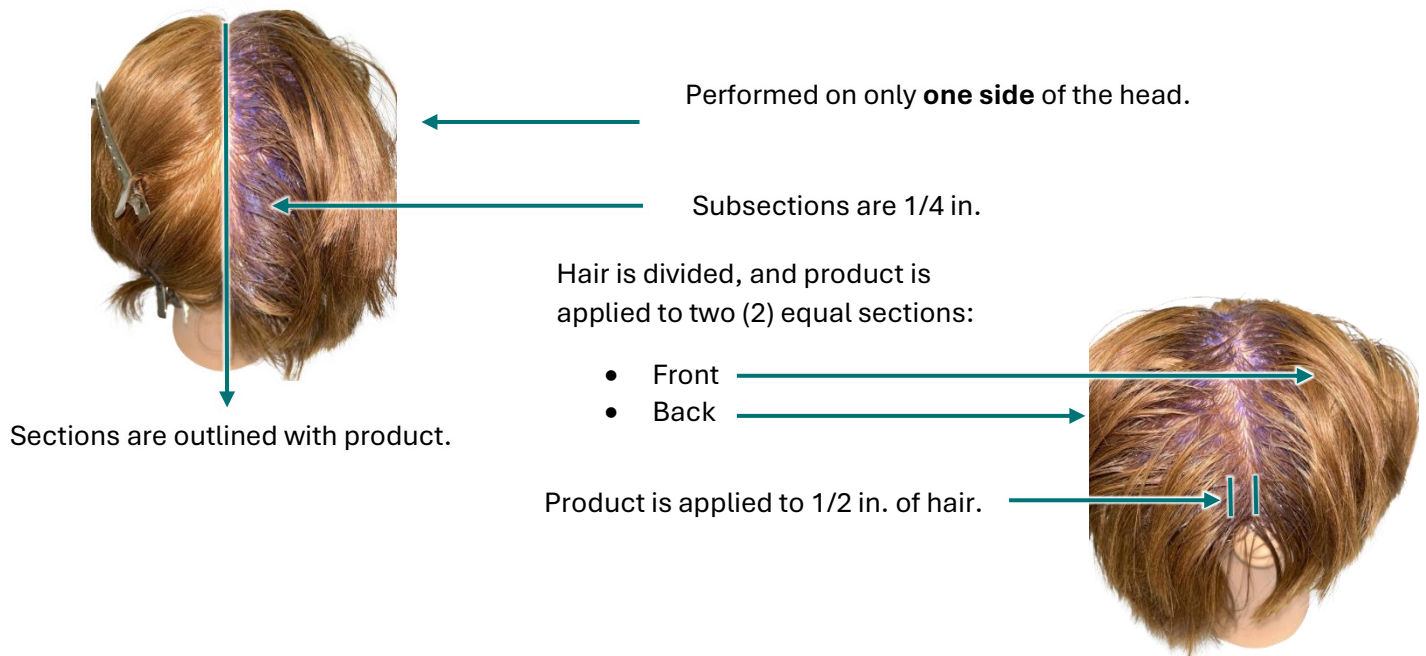 Performed on only one side of the head.
Subsections are 1/4 in.
Hair is divided, and product is
applied to two (2) equal sections:
• Front
• Back
Sections are outlined with product.
Product is applied to 1/2 in. of hair.